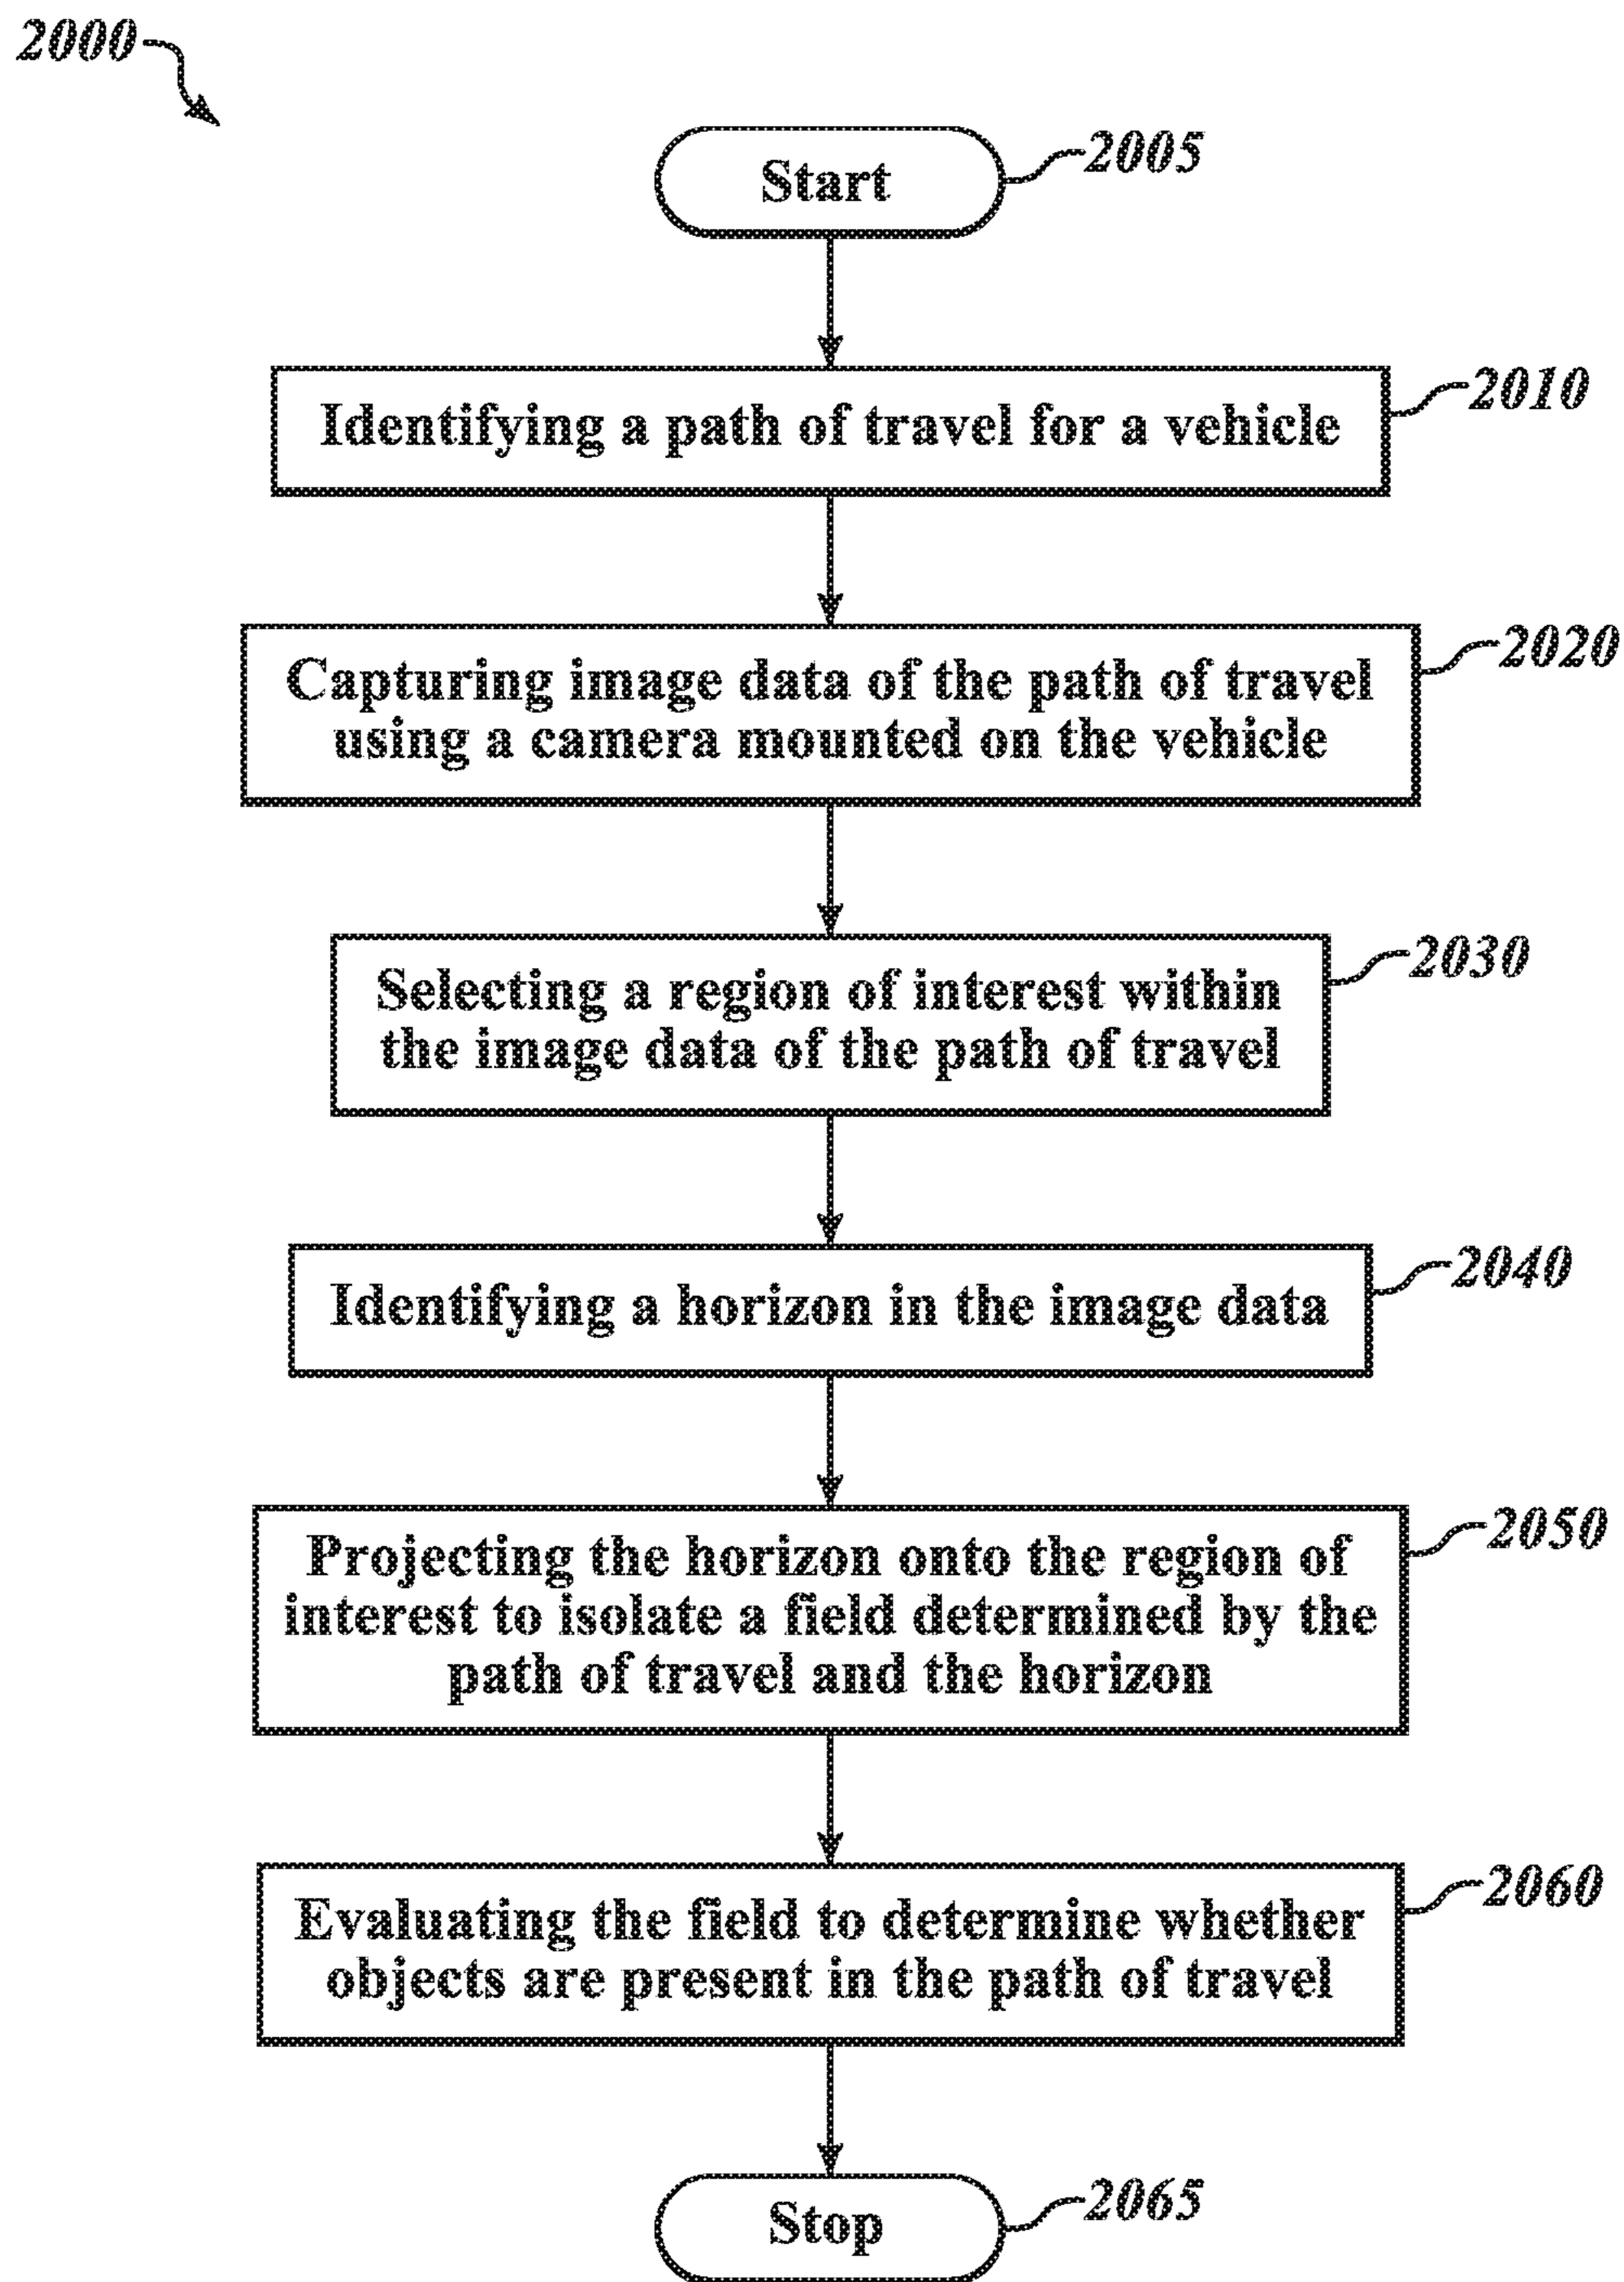 2000
Start
2005
Identifying a path of travel for a vehicle
2010
Capturing image data of the path of travel
using a camera mounted on the vehicle
2020
Selecting a region of interest within
the image data of the path of travel
2030
Identifying a horizon in the image data
2040
Projecting the horizon onto the region of
interest to isolate a field determined by the
path of travel and the horizon
2050
Evaluating the field to determine whether
objects are present in the path of travel
2060
Stop
2065